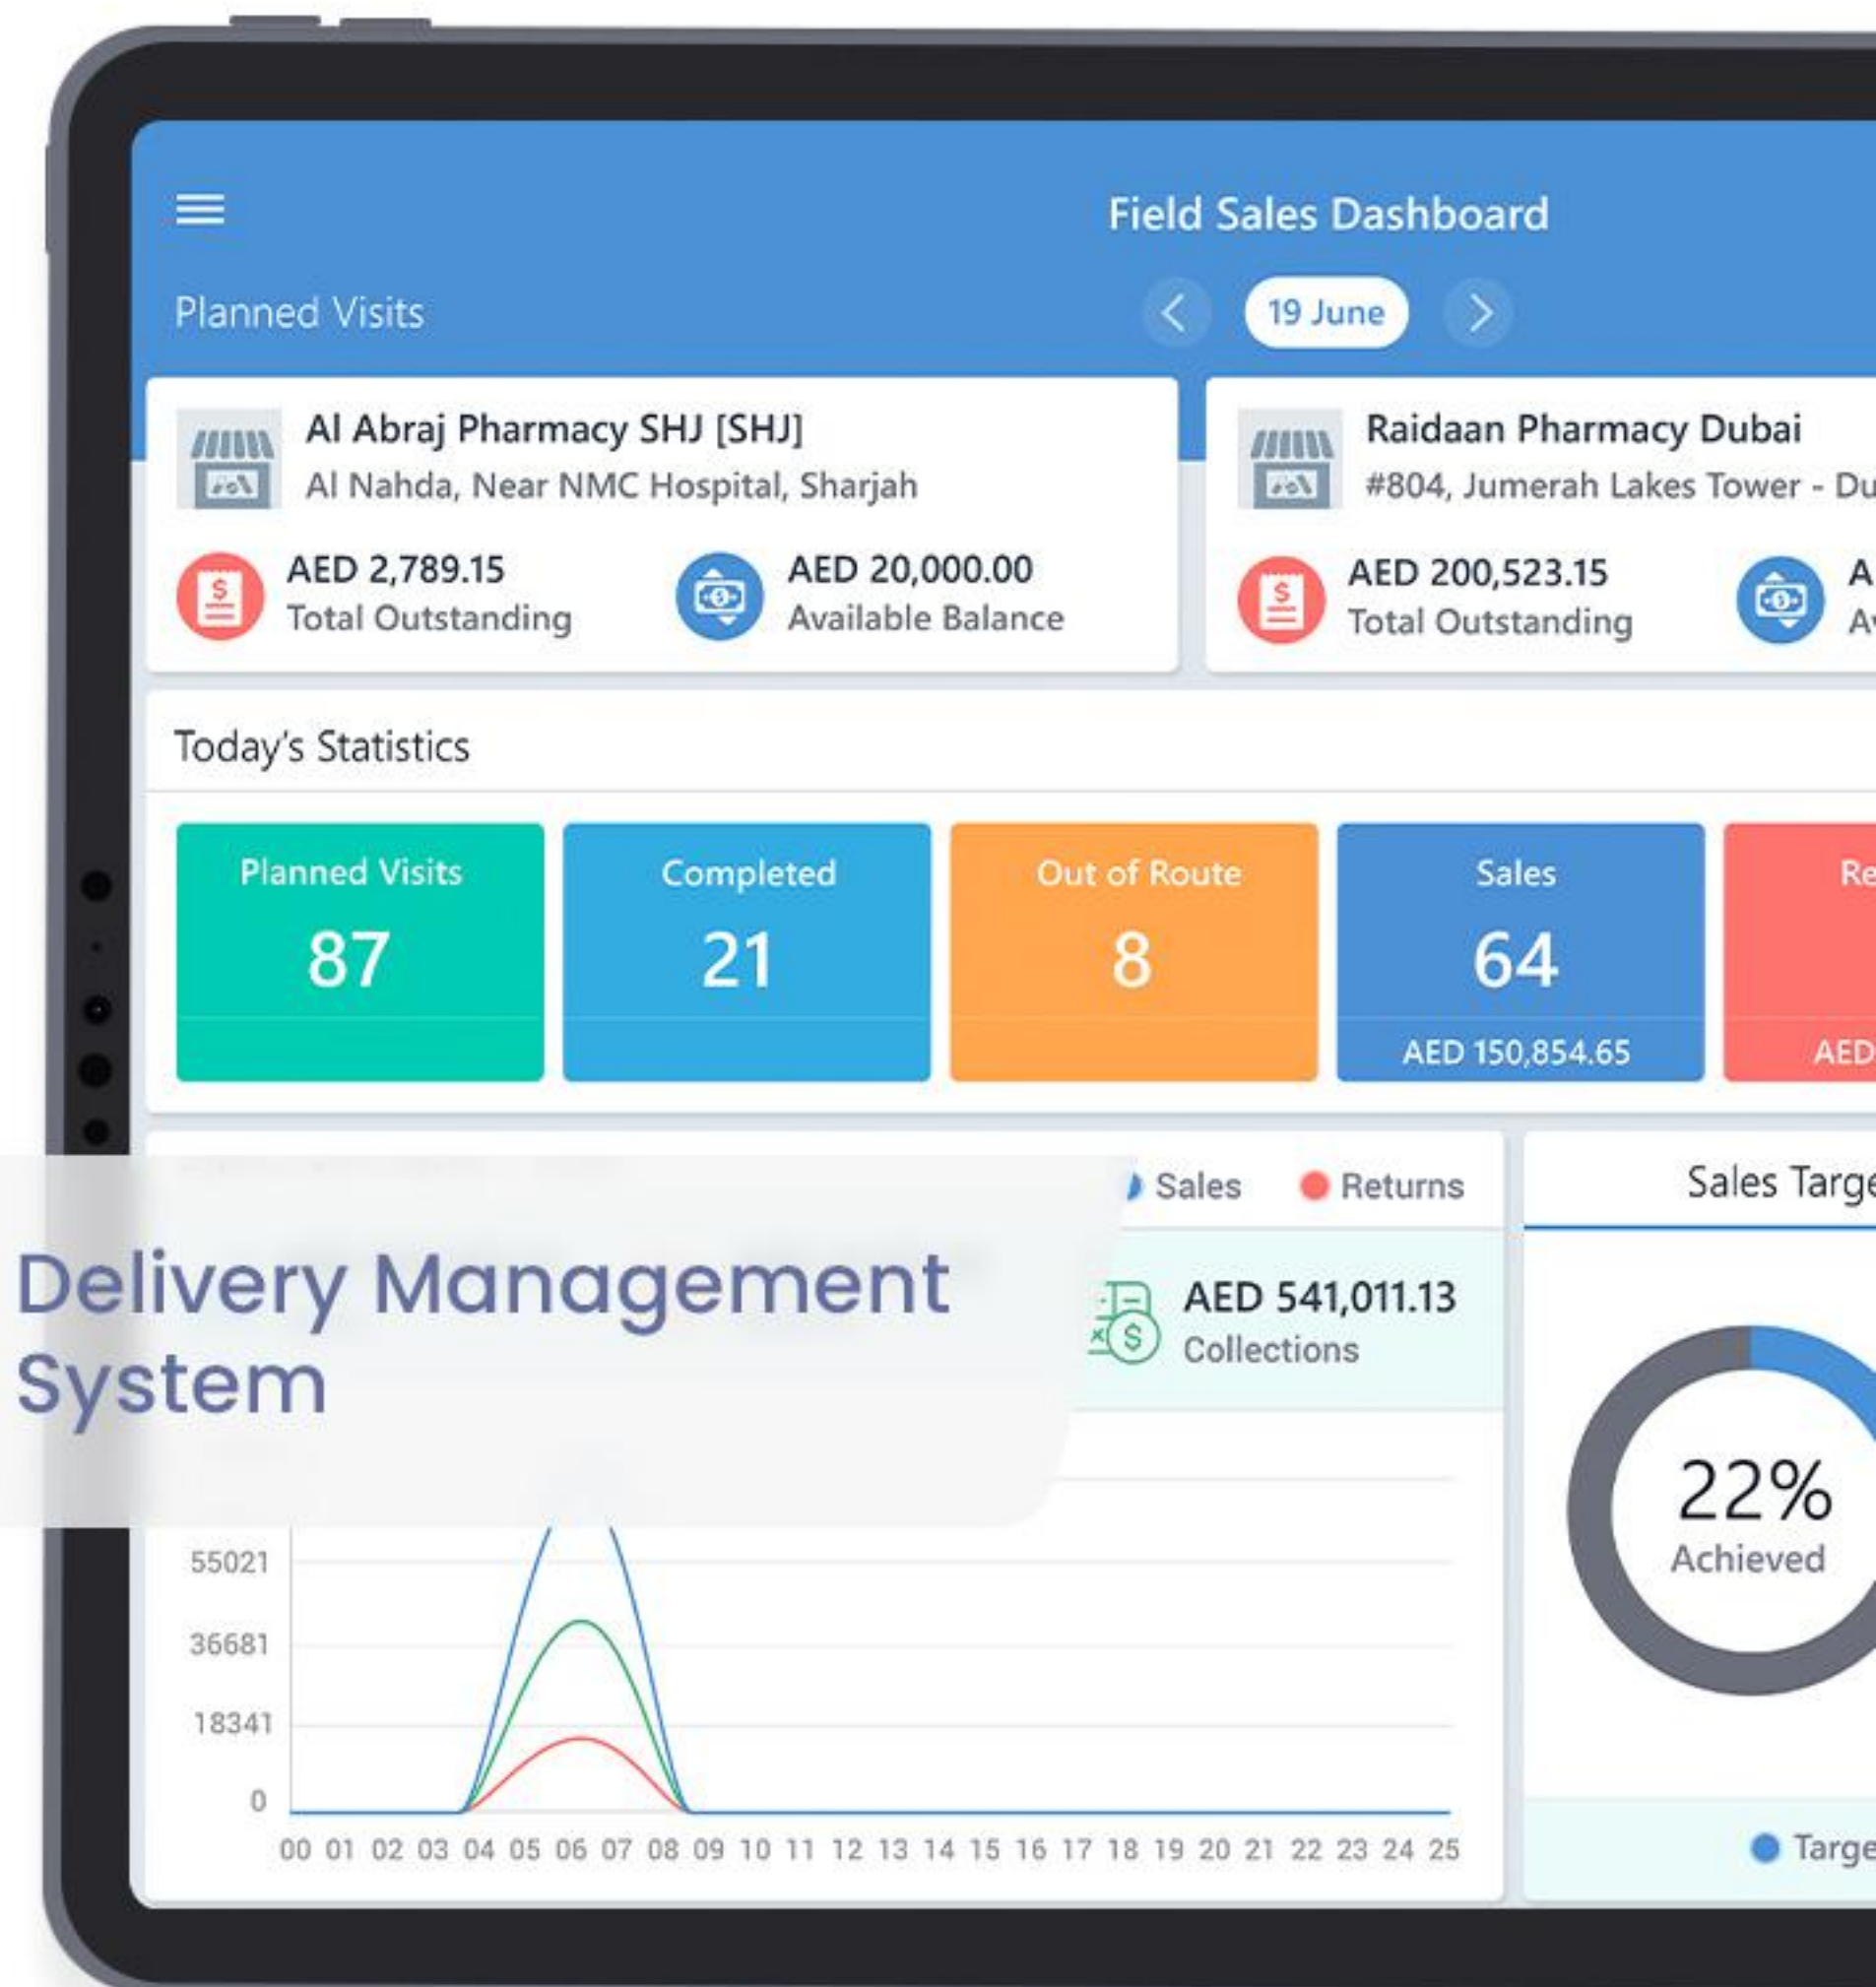 Field Sales Dashboard
Planned Visits
19 June
Al Abraj Pharmacy SHJ [SHJ]
Al Nahda, Near NMC Hospital, Sharjah
AED 2,789.15
Total Outstanding
AED 20,000.00
Available Balance
Raidaan Pharmacy Dubai
#804, Jumerah Lakes Tower -
AED 200,523.15
Total Outstanding
Today's Statistics
Planned Visits
87
Completed
21
Out of Route
8
Sales
64
AED 150,854.65
AED
Sales
Returns
Sales
Delivery Management
System
AED 541,011.13
Collections
55021
36681
18341
0
00 01 02 03 04 05 06 07 08 09 10 11 12 13 14 15 16 17 18 19 20 21 22 23 24 25
22%
Achieved